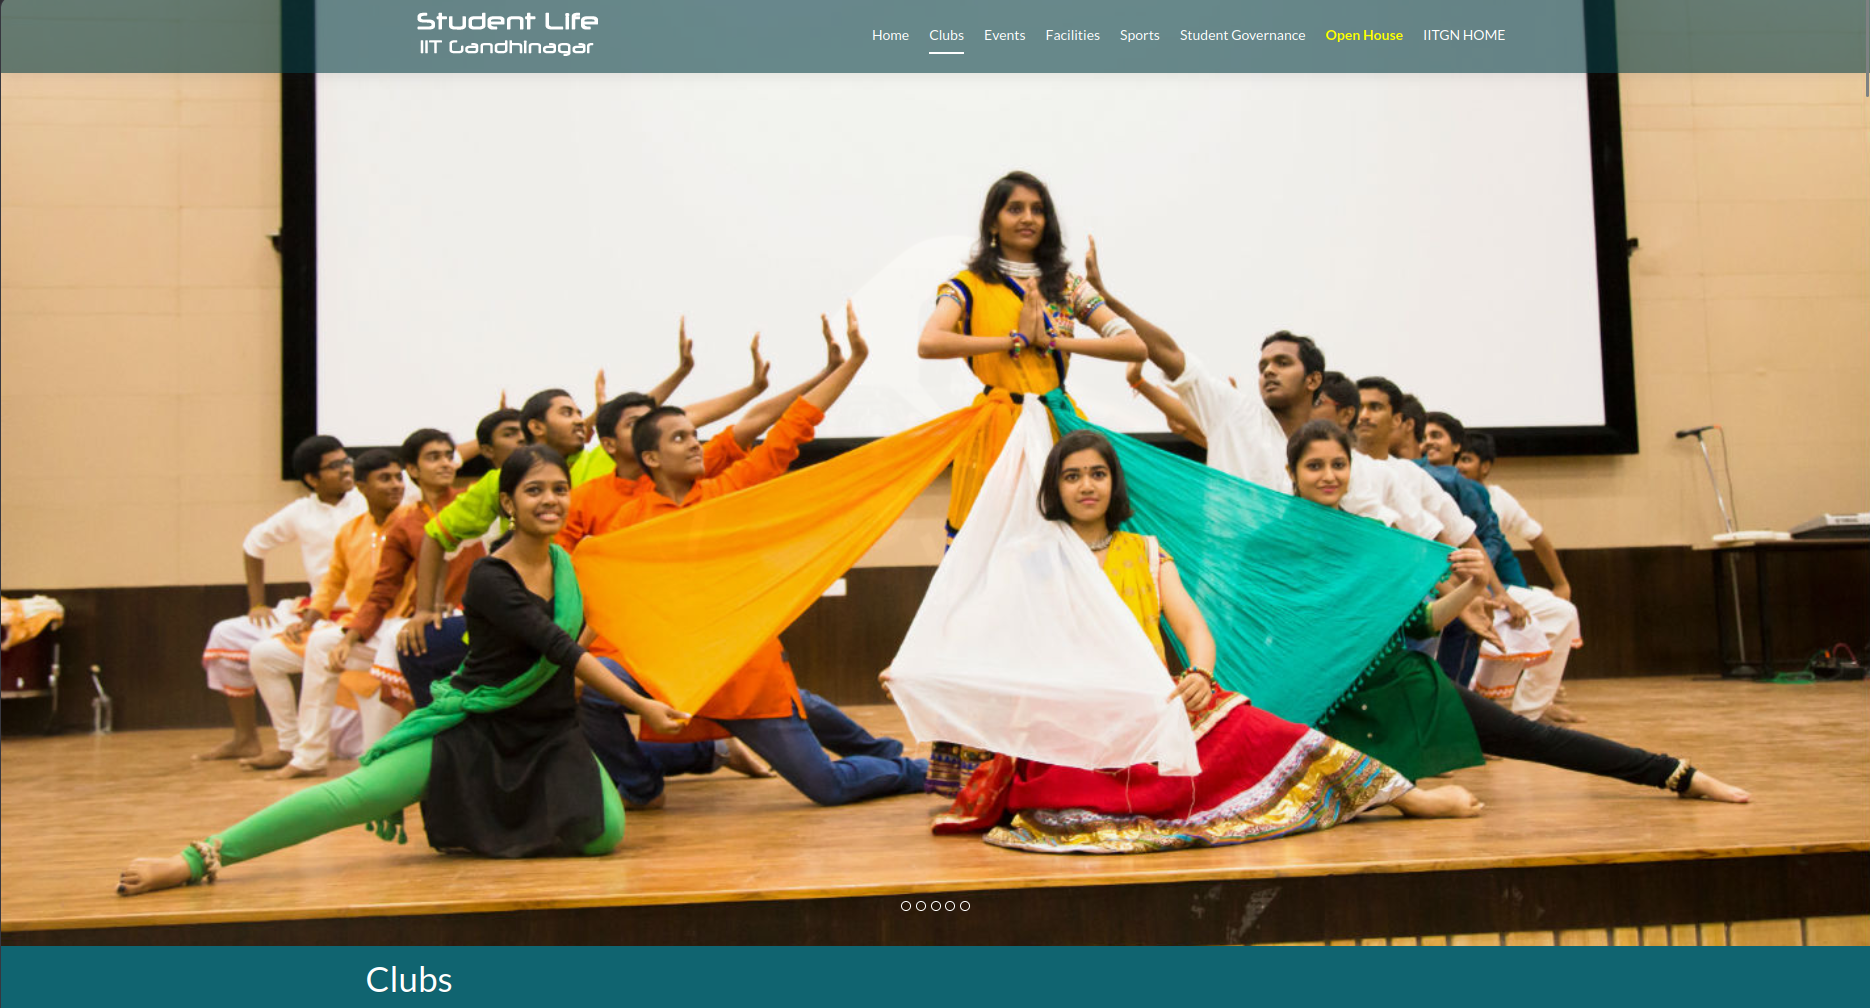 Student Life
IIT Gandhinagar
Home Clubs Events Facilities Sports Student Governance Open House IITGN HOME
Clubs